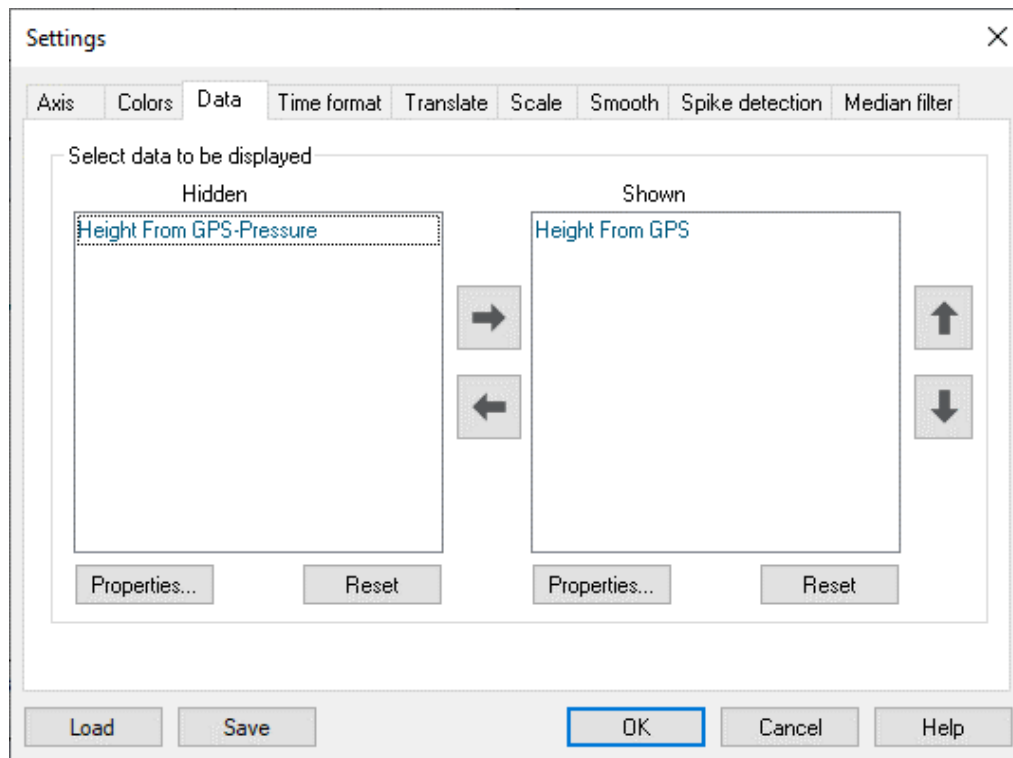 Settings
Axis Colors Data Time format Translate Scale Smooth Spike detection Median filter
Select data to be displayed
Hidden Shown
Height From GPS-Pressure Height From GPS
Properties... Reset Properties... Reset
Load Save OK Cancel Help